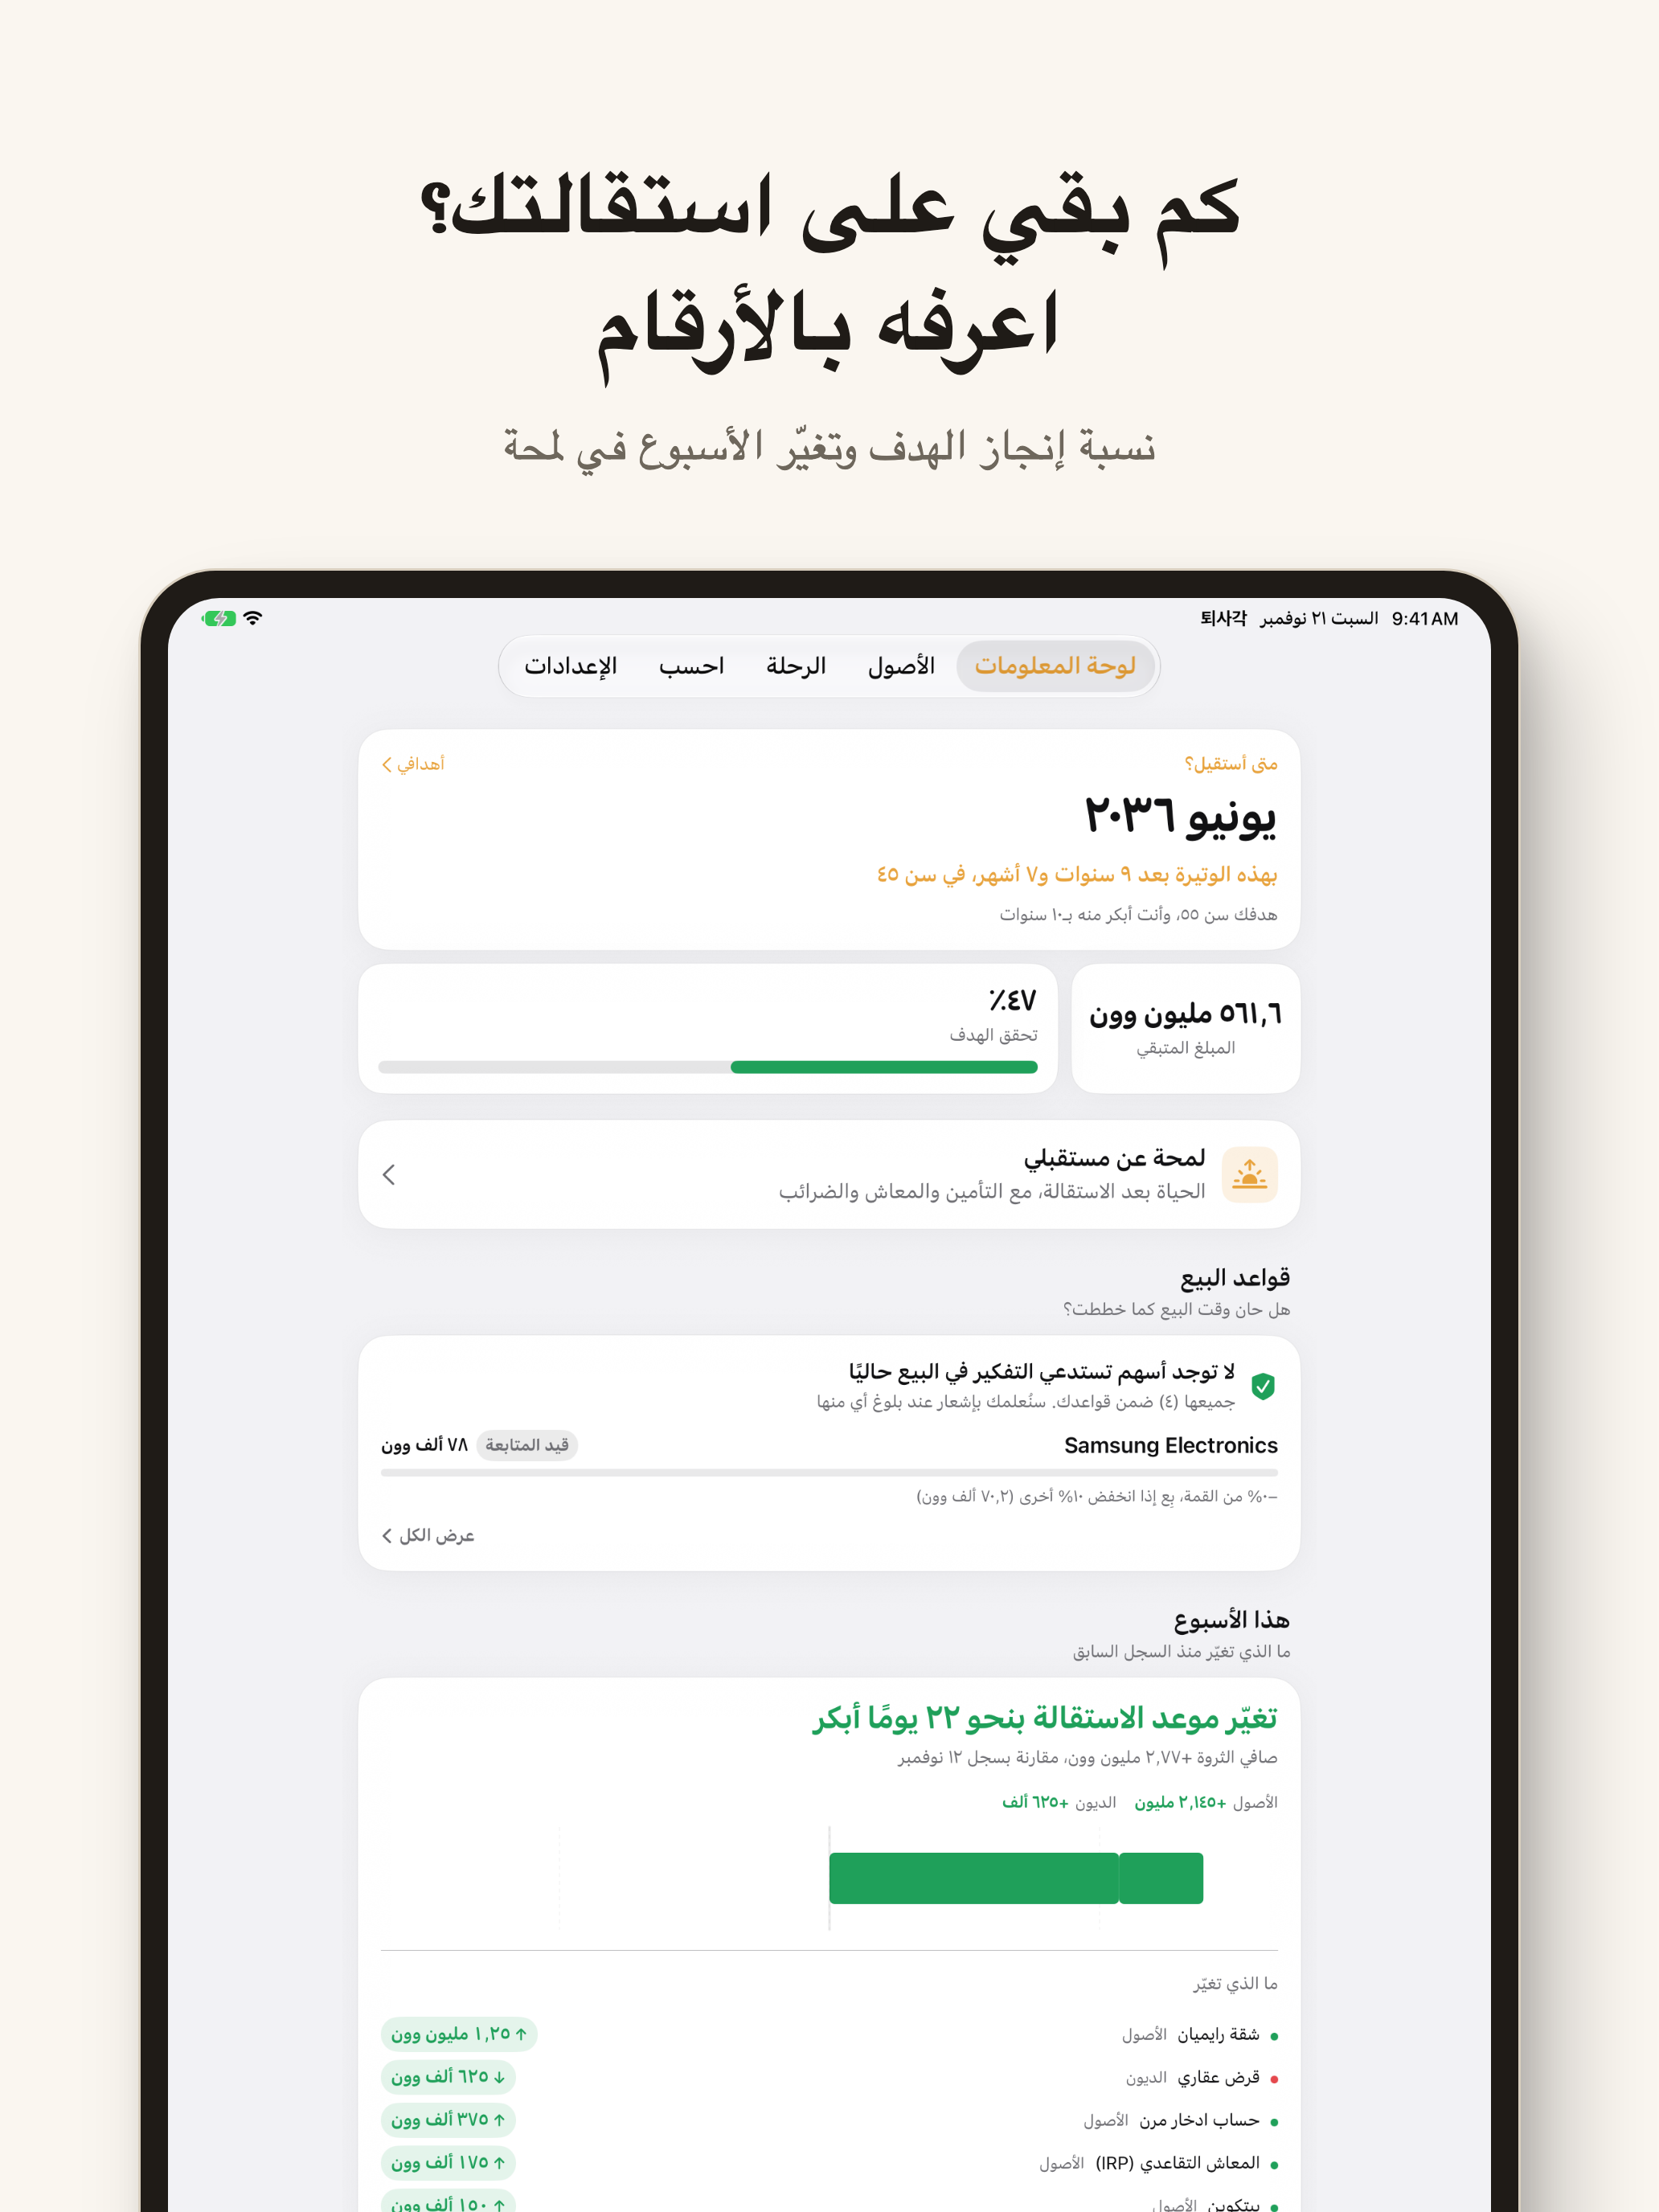 كم بقي على استقالتك؟
اعرفه بالأرقام
نسبة إنجاز الهدف وتغيّر الأسبوع في لمحة
9:41 AM السبت ٢١ نوفمبر 퇴사각
لوحة المعلومات الأصول الرحلة احسب الإعدادات
متى أستقيل؟ أهدافي
يونيو ٢٠٣٦
بهذه الوتيرة بعد ٩ سنوات و٧ أشهر، في سن ٤٥
هدفك سن ٥٥، وأنت أبكر منه بـ١٠ سنوات
٥٦١,٦ مليون وون
المبلغ المتبقي
٤٧٪
تحقق الهدف
لمحة عن مستقبلي
الحياة بعد الاستقالة، مع التأمين والمعاش والضرائب
قواعد البيع
هل حان وقت البيع كما خططت؟
لا توجد أسهم تستدعي التفكير في البيع حاليًا
جميعها (٤) ضمن قواعدك. سنُعلمك بإشعار عند بلوغ أي منها
Samsung Electronics قيد المتابعة ٧٨ ألف وون
−٠% من القمة، بِع إذا انخفض ١٠% أخرى (٧٠,٢ ألف وون)
عرض الكل
هذا الأسبوع
ما الذي تغيّر منذ السجل السابق
تغيّر موعد الاستقالة بنحو ٢٢ يومًا أبكر
صافي الثروة +٢,٧٧ مليون وون، مقارنة بسجل ١٢ نوفمبر
الأصول +٢,١٤٥ مليون الديون +٦٢٥ ألف
ما الذي تغيّر
شقة رايميان الأصول ↑ ١,٢٥ مليون وون
قرض عقاري الديون ↓ ٦٢٥ ألف وون
حساب ادخار مرن الأصول ↑ ٣٧٥ ألف وون
المعاش التقاعدي (IRP) الأصول ↑ ١٧٥ ألف وون
بيتكوين الأصول ↑ ١٥٠ ألف وون